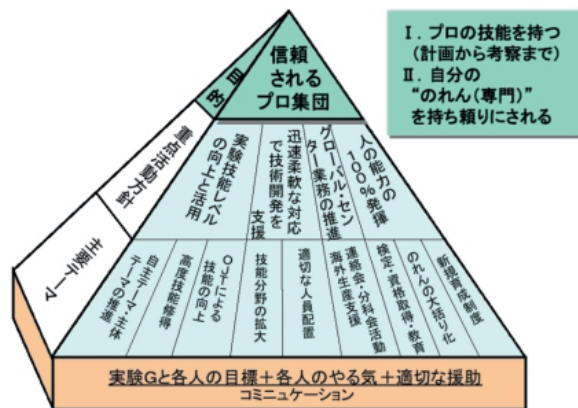 目的
信頼
される
プロ集団
Ⅰ．プロの技能を持つ
（計画から考察まで）
Ⅱ．自分の
“のれん（専門）”
を持ち頼りにされる
重点活動方針
実験技能レベル
の向上と活用
迅速柔軟な対応
で技術開発を
支援
グローバル・セン
ター業務の推進
人の能力の
100％発揮
主要テーマ
自主テーマ・主体
テーマの推進
高度技能修得
OJTによる
技能の向上
技能分野の拡大
適切な人員配置
連絡会・分科会活動
海外生産支援
検定・資格取得・教育
のれんの大括り化
新規育成制度
実験Gと各人の目標＋各人のやる気＋適切な援助
コミニュケーション